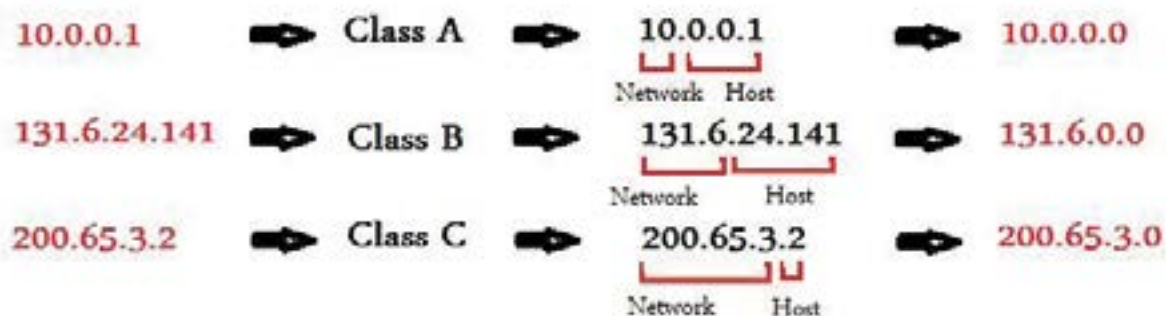 10.0.0.1 Class A 10.0.0.1 10.0.0.0
Network Host
131.6.24.141 Class B 131.6.24.141 131.6.0.0
Network Host
200.65.3.2 Class C 200.65.3.2 200.65.3.0
Network Host